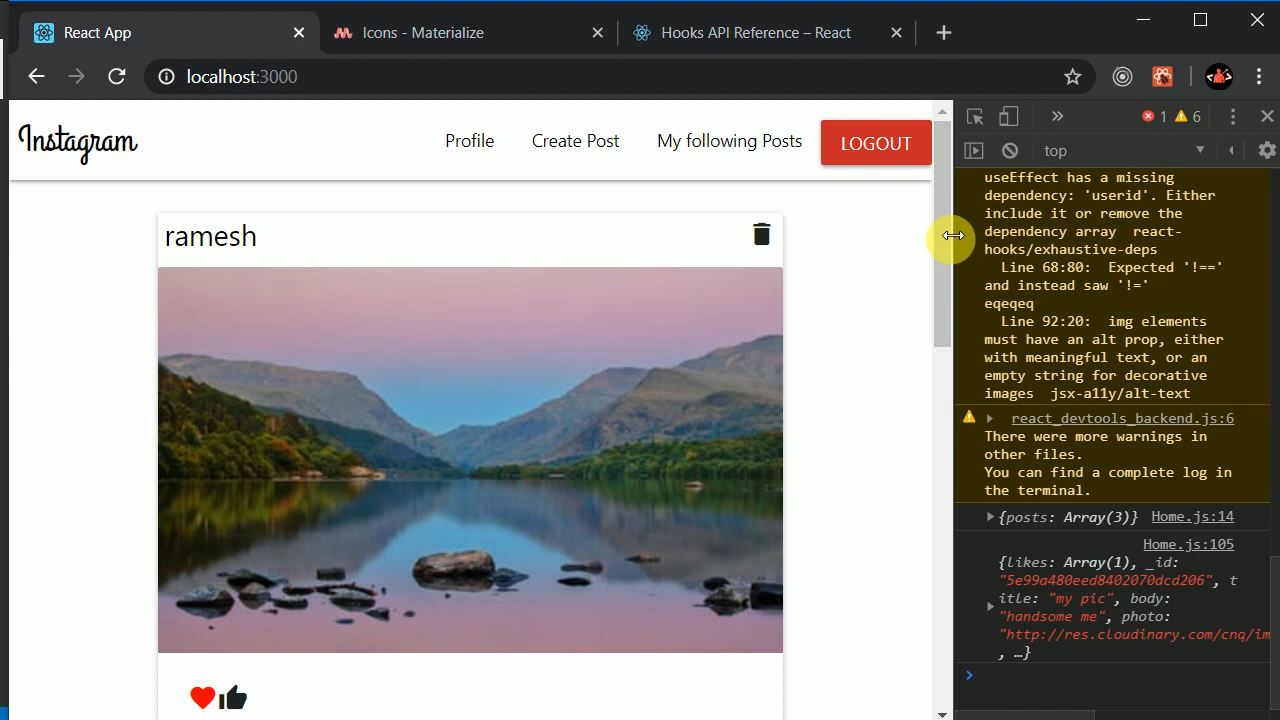 React App
Icons - Materialize
Hooks API Reference – React
localhost:3000
Instagram
Profile
Create Post
My following Posts
LOGOUT
ramesh
1
6
top
useEffect has a missing
dependency: 'userid'. Either
include it or remove the
dependency array  react-
hooks/exhaustive-deps
Line 68:80:  Expected '!=='
and instead saw '!='
eqeqeq
Line 92:20:  img elements
must have an alt prop, either
with meaningful text, or an
empty string for decorative
images  jsx-a11y/alt-text
react_devtools_backend.js:6
There were more warnings in
other files.
You can find a complete log in
the terminal.
{posts: Array(3)} Home.js:14
Home.js:105
{likes: Array(1), _id:
"5e99a480eed8402070dcd206", t
itle: "my pic", body:
"handsome me", photo:
"http://res.cloudinary.com/cnq/im
, …}